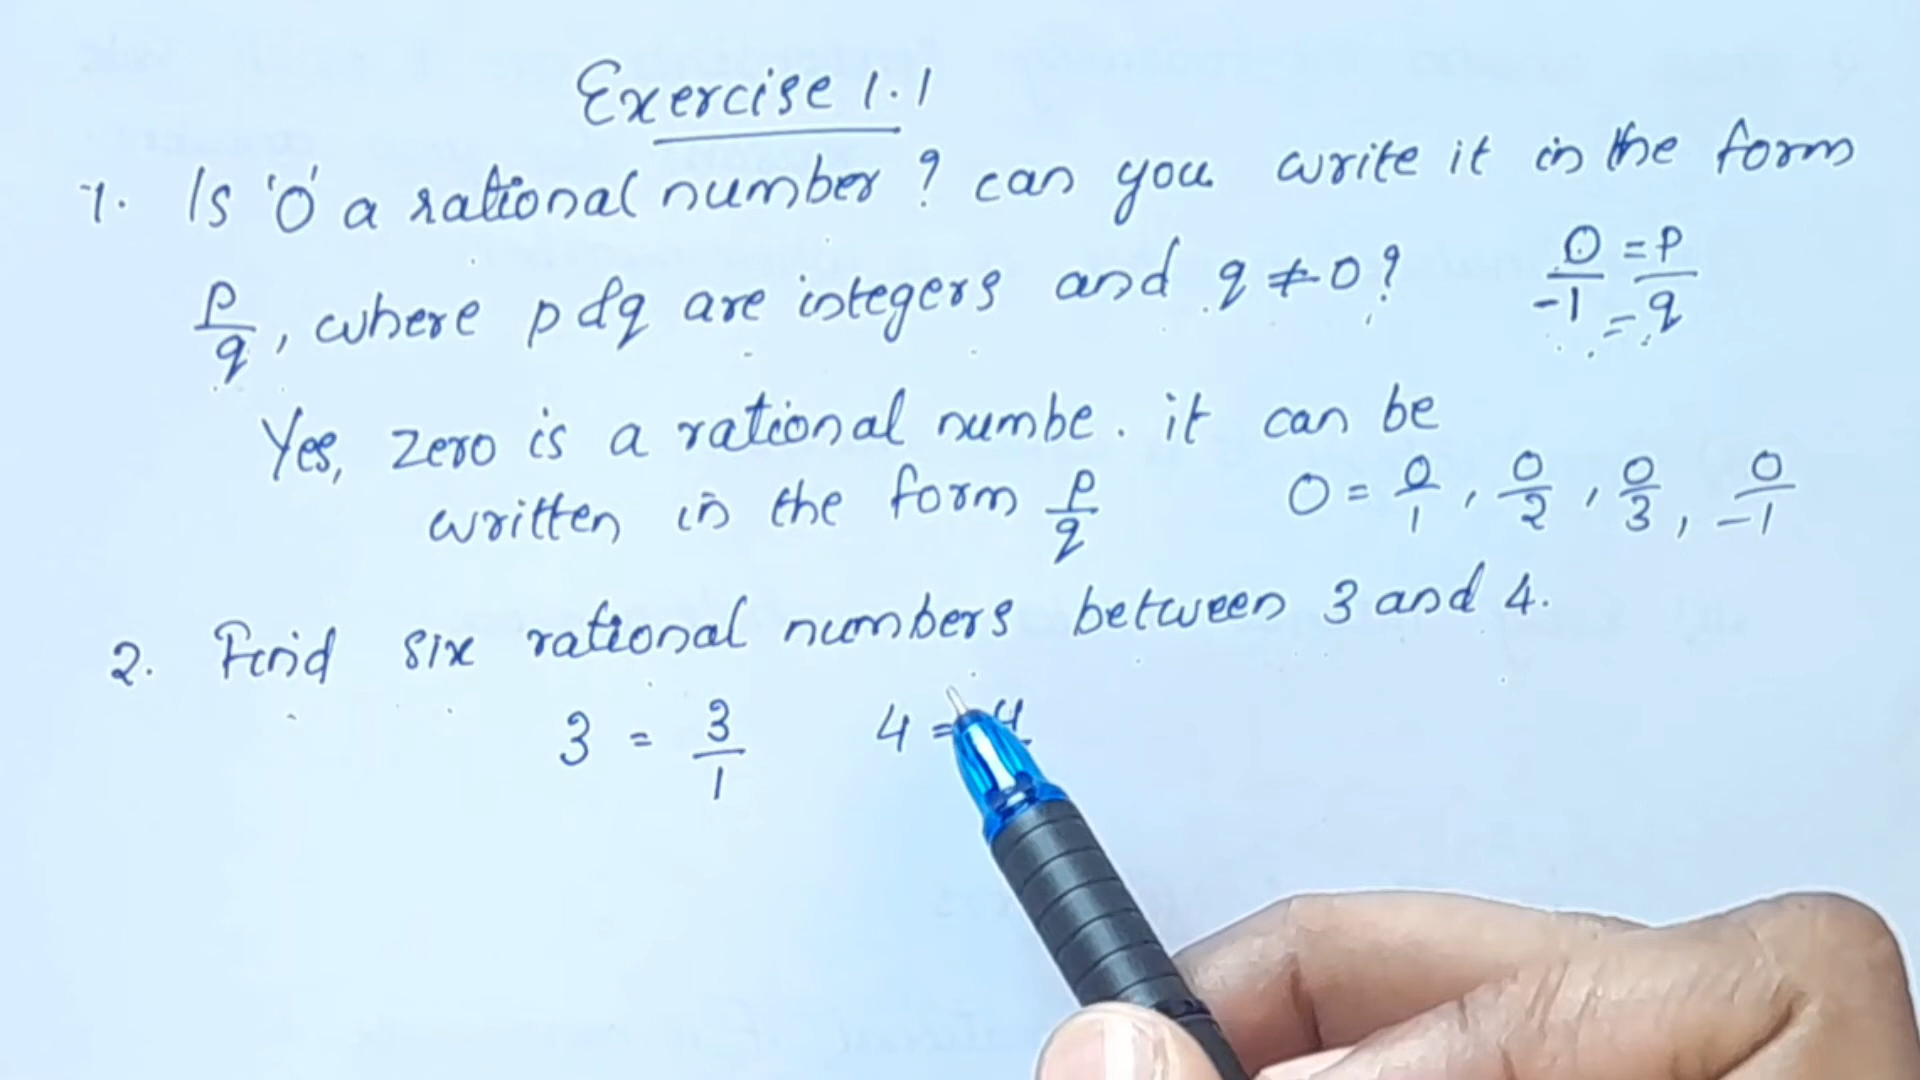 Exercise 1.1
1. Is '0' a rational number? can you write it in the form
p/q, where p & q are integers and q ≠ 0? 0/-1 = p/q
Yes, zero is a rational numbe. it can be
written in the form p/q 0 = 0/1, 0/2, 0/3, 0/-1
2. Find six rational numbers between 3 and 4.
3 = 3/1 4 = 4